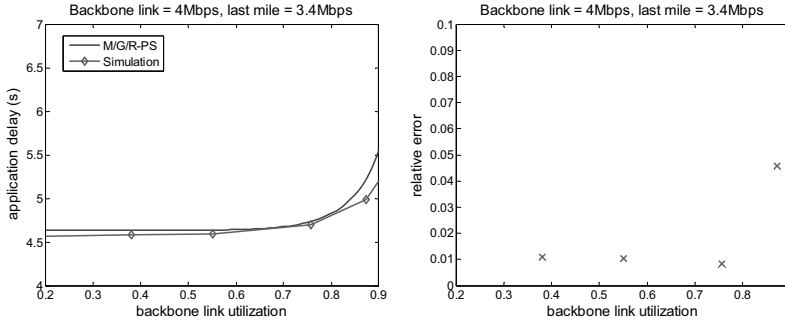 Backbone link = 4Mbps, last mile = 3.4Mbps
7
6.5
6
5.5
5
4.5
4
application delay (s)
M/G/R-PS
Simulation
0.2 0.3 0.4 0.5 0.6 0.7 0.8 0.9
backbone link utilization
Backbone link = 4Mbps, last mile = 3.4Mbps
0.1
0.09
0.08
0.07
0.06
0.05
0.04
0.03
0.02
0.01
0
relative error
0.2 0.3 0.4 0.5 0.6 0.7 0.8
backbone link utilization